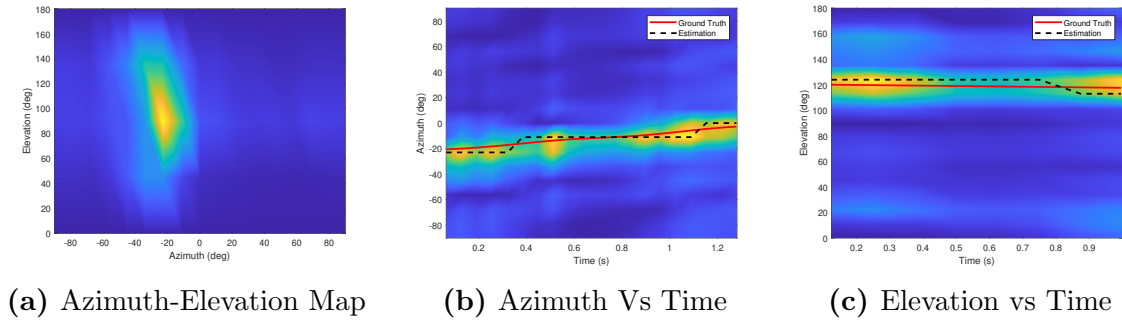 180
160
140
120
100
80
60
40
20
0
Elevation (deg)
-80 -60 -40 -20 0 20 40 60 80
Azimuth (deg)
80
60
40
20
0
-20
-40
-60
-80
Azimuth (deg)
Ground Truth
Estimation
0.2 0.4 0.6 0.8 1 1.2
Time (s)
180
160
140
120
100
80
60
40
20
0
Elevation (deg)
Ground Truth
Estimation
0.2 0.3 0.4 0.5 0.6 0.7 0.8 0.9
Time (s)
(a) Azimuth-Elevation Map
(b) Azimuth Vs Time
(c) Elevation vs Time